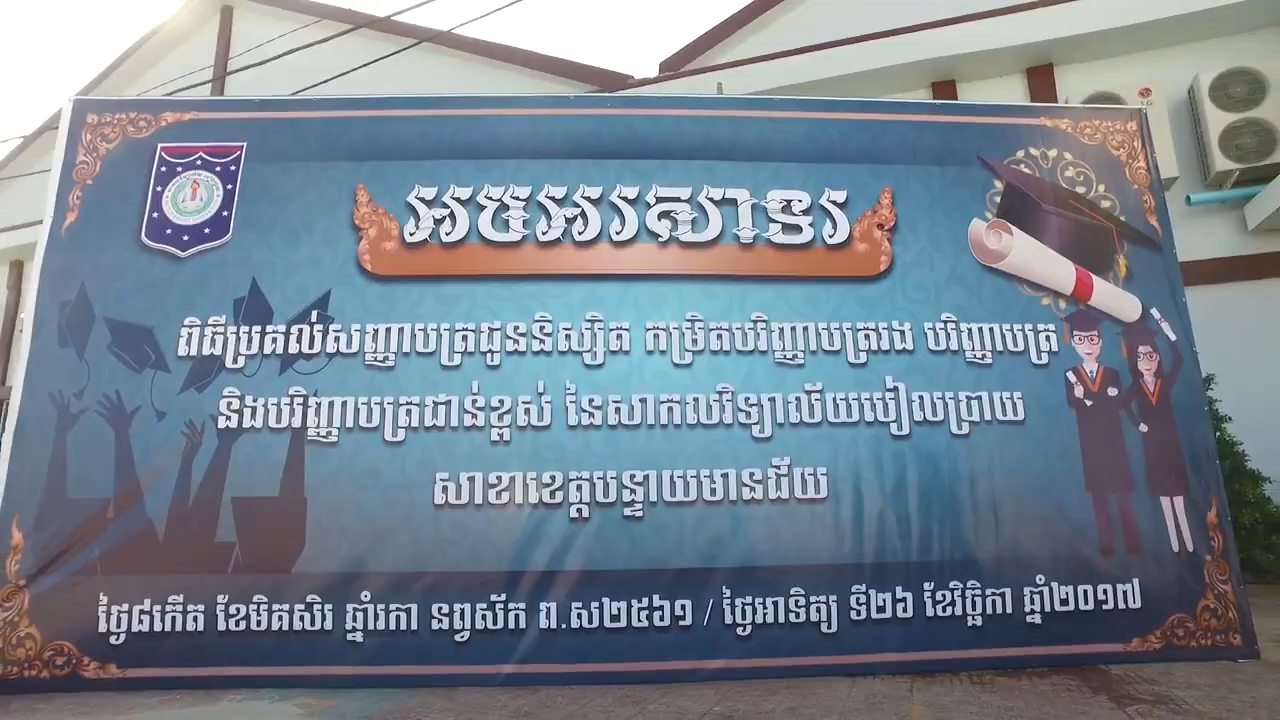 អបអរសាទរ
ពិធីប្រគល់សញ្ញាបត្រជូននិស្សិត កម្រិតបរិញ្ញាបត្ររង បរិញ្ញាបត្រ
និងបរិញ្ញាបត្រជាន់ខ្ពស់ នៃសាកលវិទ្យាល័យបៀលប្រាយ
សាខាខេត្តបន្ទាយមានជ័យ
ថ្ងៃ៨កើត ខែមិគសិរ ឆ្នាំរកា នព្វស័ក ព.ស២៥៦១ / ថ្ងៃអាទិត្យ ទី២៦ ខែវិច្ឆិកា ឆ្នាំ២០១៧
LG